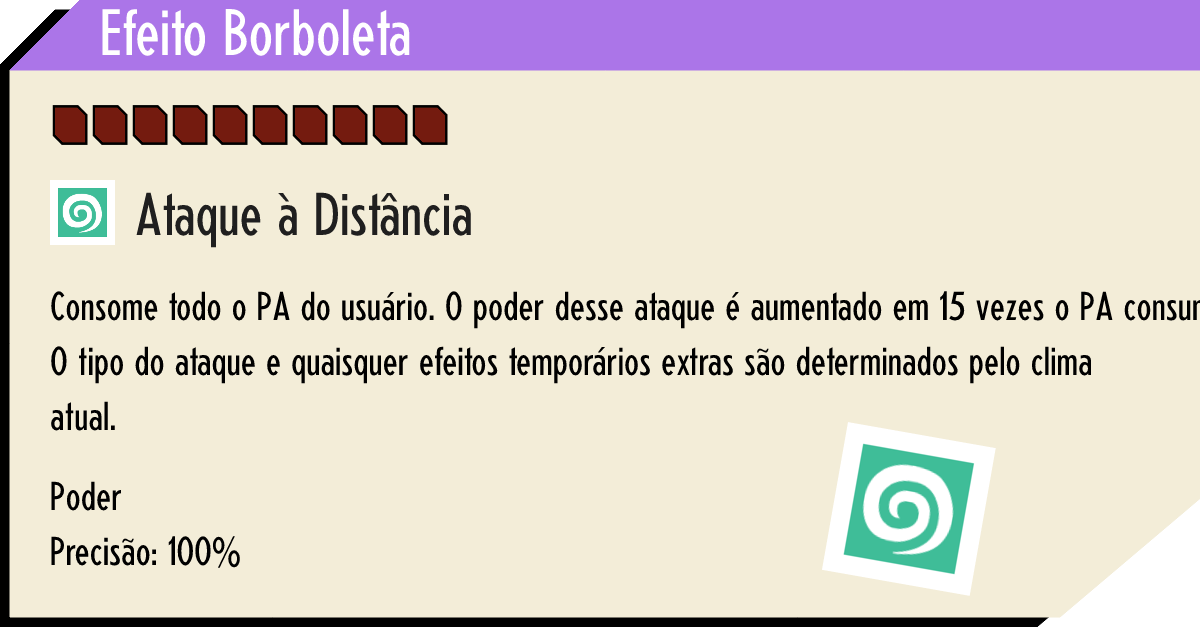 Efeito Borboleta
Ataque à Distância
Consome todo o PA do usuário. O poder desse ataque é aumentado em 15 vezes o PA
O tipo do ataque e quaisquer efeitos temporários extras são determinados pelo clima
atual.
Poder
Precisão: 100%